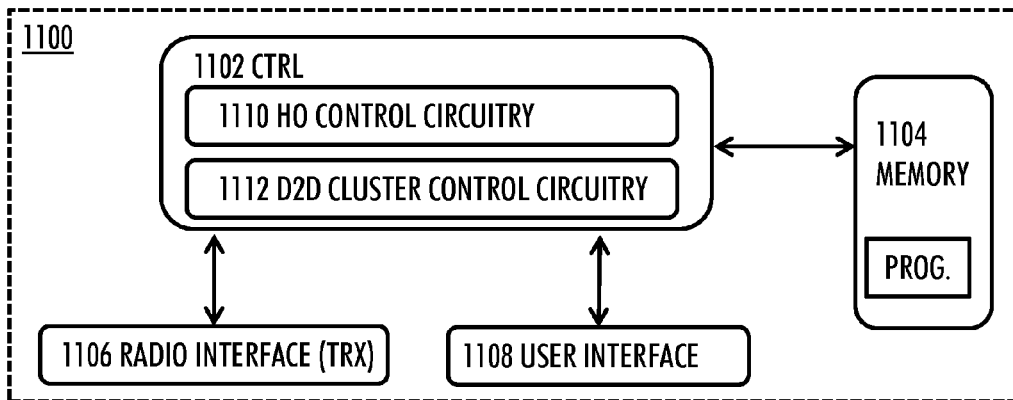 1100
1102 CTRL
1110 HO CONTROL CIRCUITRY
1112 D2D CLUSTER CONTROL CIRCUITRY
1104
MEMORY
PROG.
1106 RADIO INTERFACE (TRX)
1108 USER INTERFACE